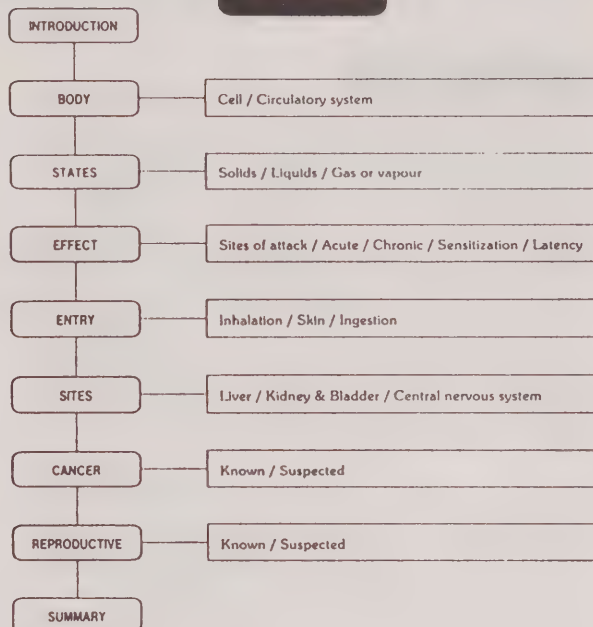 INTRODUCTION
BODY
Cell / Circulatory system
STATES
Solids / Liquids / Gas or vapour
EFFECT
Sites of attack / Acute / Chronic / Sensitization / Latency
ENTRY
Inhalation / Skin / Ingestion
SITES
Liver / Kidney & Bladder / Central nervous system
CANCER
Known / Suspected
REPRODUCTIVE
Known / Suspected
SUMMARY